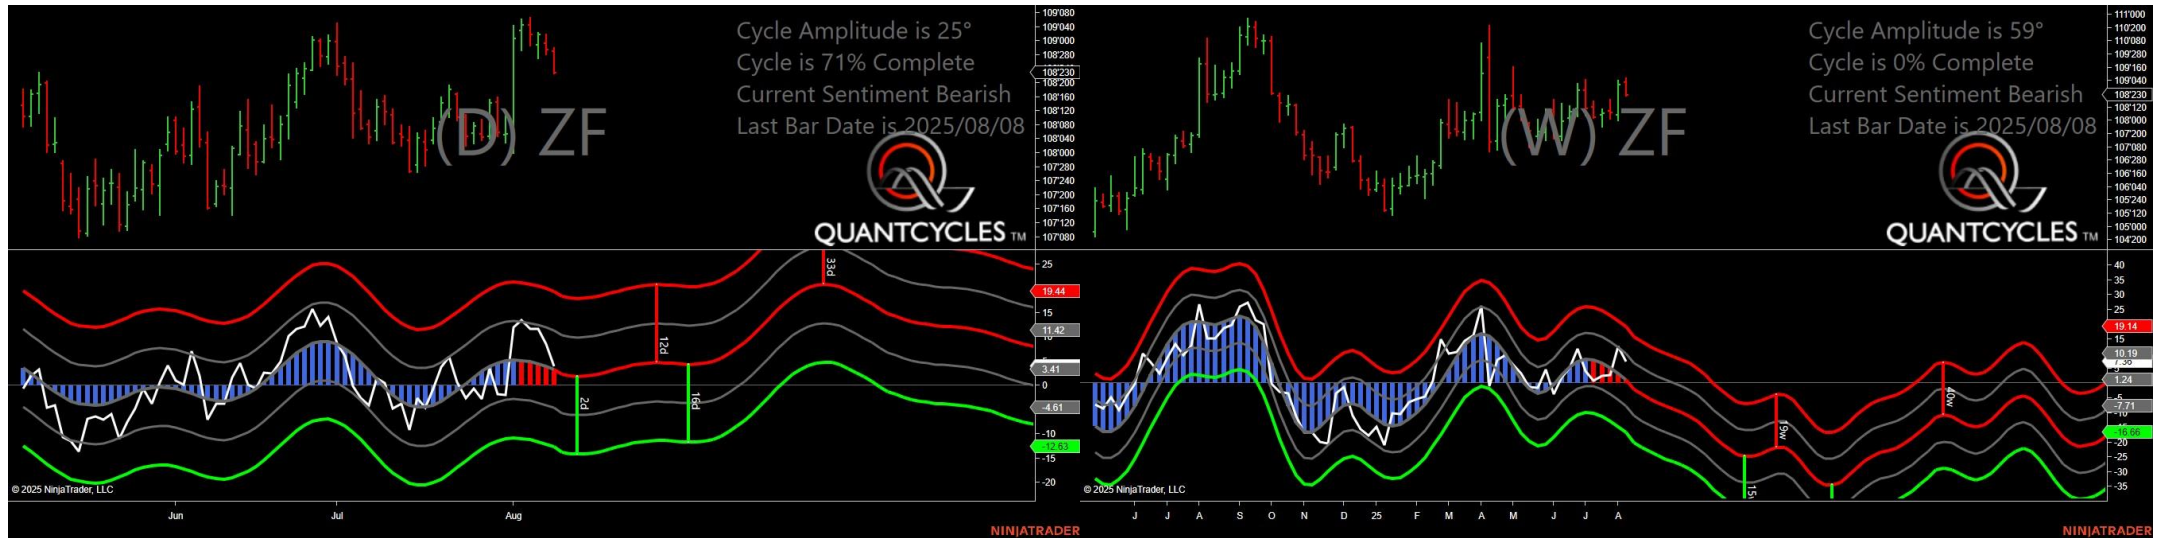 Cycle Amplitude is 25°
Cycle is 71% Complete
Current Sentiment Bearish
Last Bar Date is 2025/08/08
(D) ZF
QUANTCYCLES TM
109'080
109'040
109'000
108'280
108'230
108'200
108'160
108'120
108'080
108'040
108'000
107'280
107'240
107'200
107'160
107'120
107'080
33d
12d
2d
16d
25
19.44
15
11.42
3.41
0
-4.61
-10
-12.63
-15
-20
© 2025 NinjaTrader, LLC
Jun
Jul
Aug
NINJATRADER
Cycle Amplitude is 59°
Cycle is 0% Complete
Current Sentiment Bearish
Last Bar Date is 2025/08/08
(W) ZF
QUANTCYCLES TM
111'000
110'200
110'080
109'280
109'160
109'040
108'230
108'120
108'000
107'200
107'080
106'280
106'160
106'040
105'240
105'120
105'000
104'200
40w
19w
40
35
30
25
19.14
15
10.19
1.24
-5
-7.71
-16.66
-20
-25
-30
-35
© 2025 NinjaTrader, LLC
J
J
A
S
O
N
D
25
F
M
A
M
J
J
A
NINJATRADER